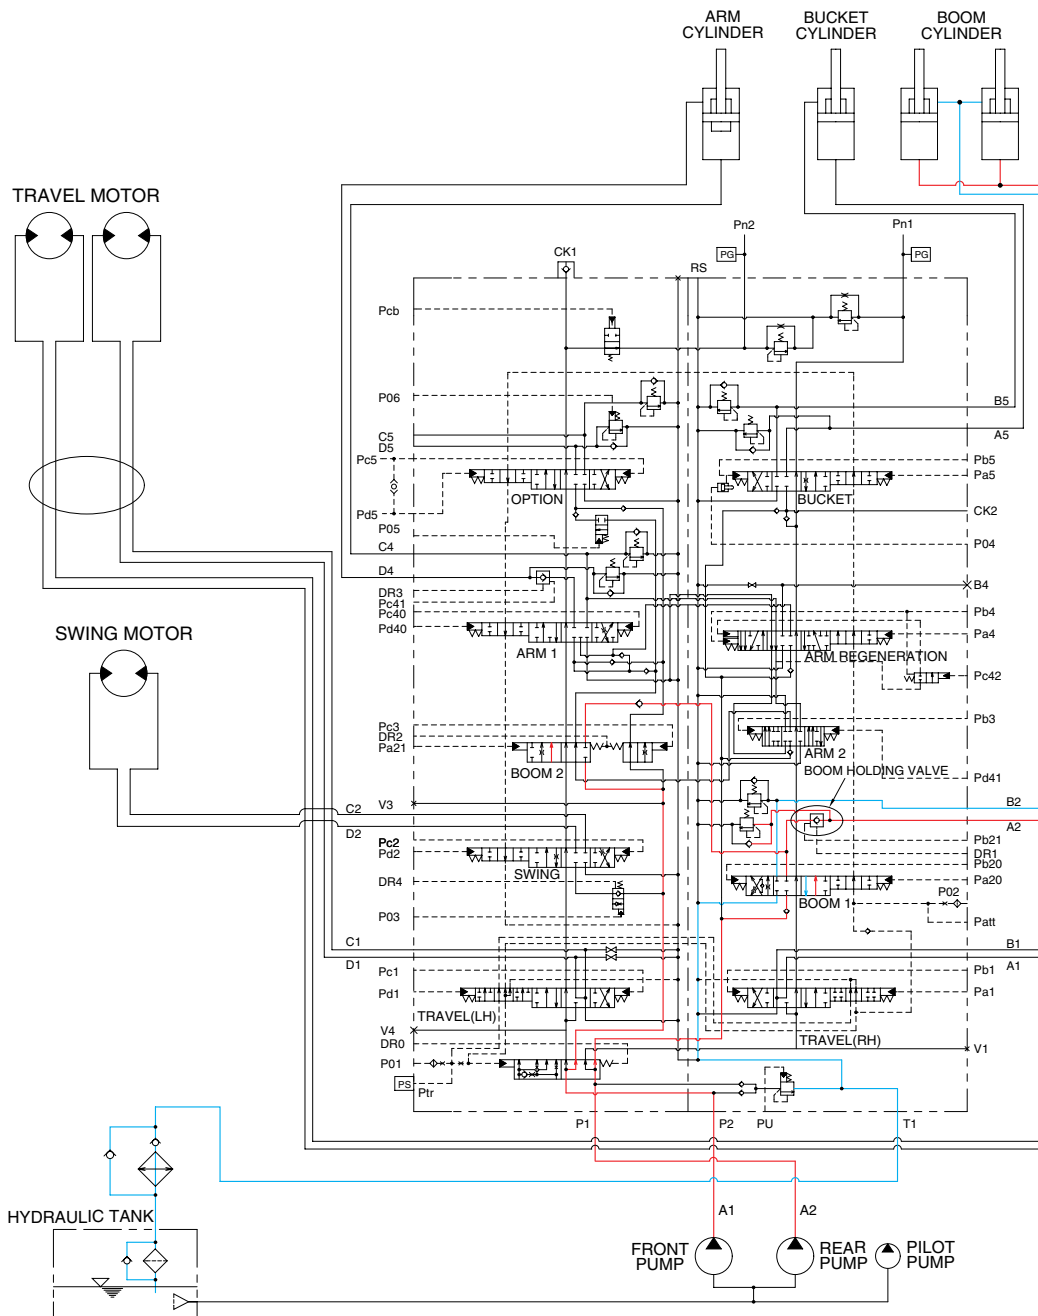 ARM
CYLINDER
BUCKET
CYLINDER
BOOM
CYLINDER
TRAVEL MOTOR
Pn2
Pn1
PG
PG
CK1
RS
Pcb
P06
B5
C5
D5
A5
Pc5
Pb5
Pa5
OPTION
BUCKET
Pd5
CK2
P05
P04
C4
D4
B4
DR3
Pc41
Pc40
Pb4
Pd40
Pa4
SWING MOTOR
ARM 1
ARM REGENERATION
Pc42
Pc3
Pb3
DR2
Pa21
BOOM 2
ARM 2
BOOM HOLDING VALVE
Pd41
C2
V3
B2
D2
A2
Pc2
Pb21
Pd2
DR1
Pb20
SWING
Pa20
DR4
BOOM 1
P02
P03
Patt
C1
B1
D1
A1
Pc1
Pb1
Pd1
Pa1
TRAVEL(LH)
V4
TRAVEL(RH)
DR0
V1
P01
PS
Ptr
P1
P2
PU
T1
HYDRAULIC TANK
A1
A2
FRONT
PUMP
REAR
PUMP
PILOT
PUMP